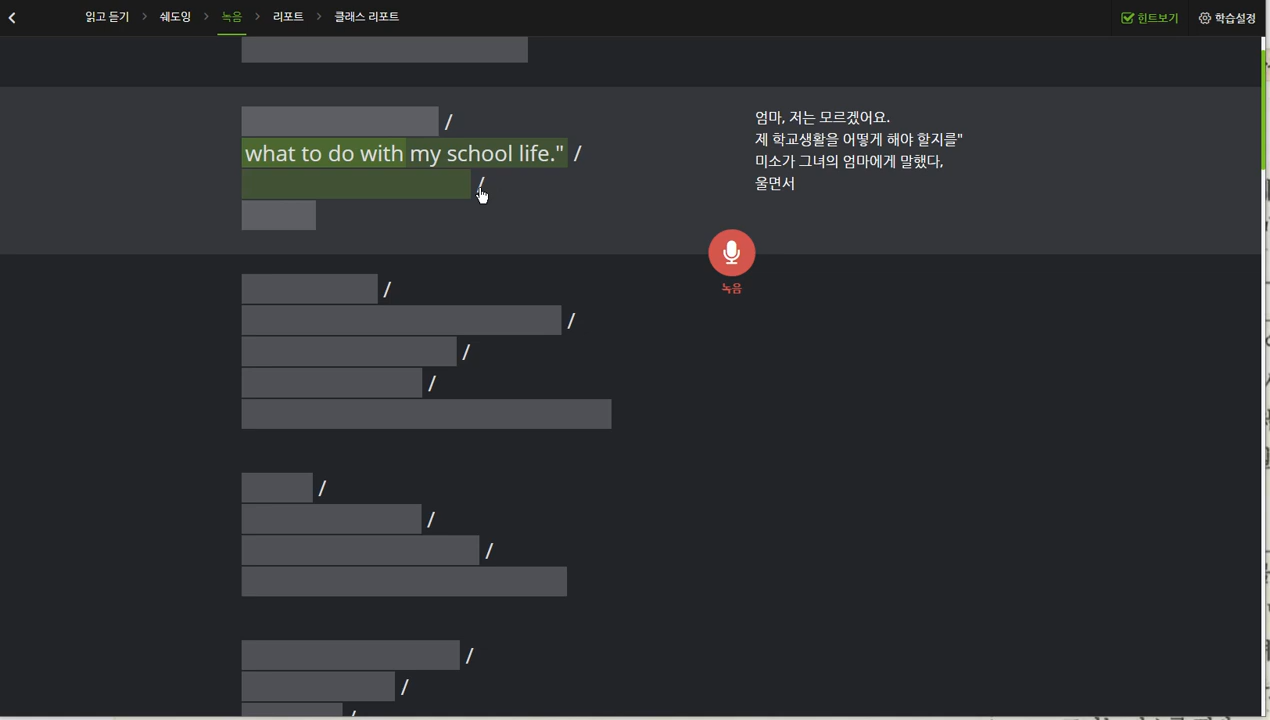 읽고 듣기 > 쉐도잉 > 녹음 > 리포트 > 클래스 리포트
힌트보기
학습설정
/
what to do with my school life." /
/
엄마, 저는 모르겠어요.
제 학교생활을 어떻게 해야 할지를"
미소가 그녀의 엄마에게 말했다,
울면서
녹음
/
/
/
/
/
/
/
/
/
/